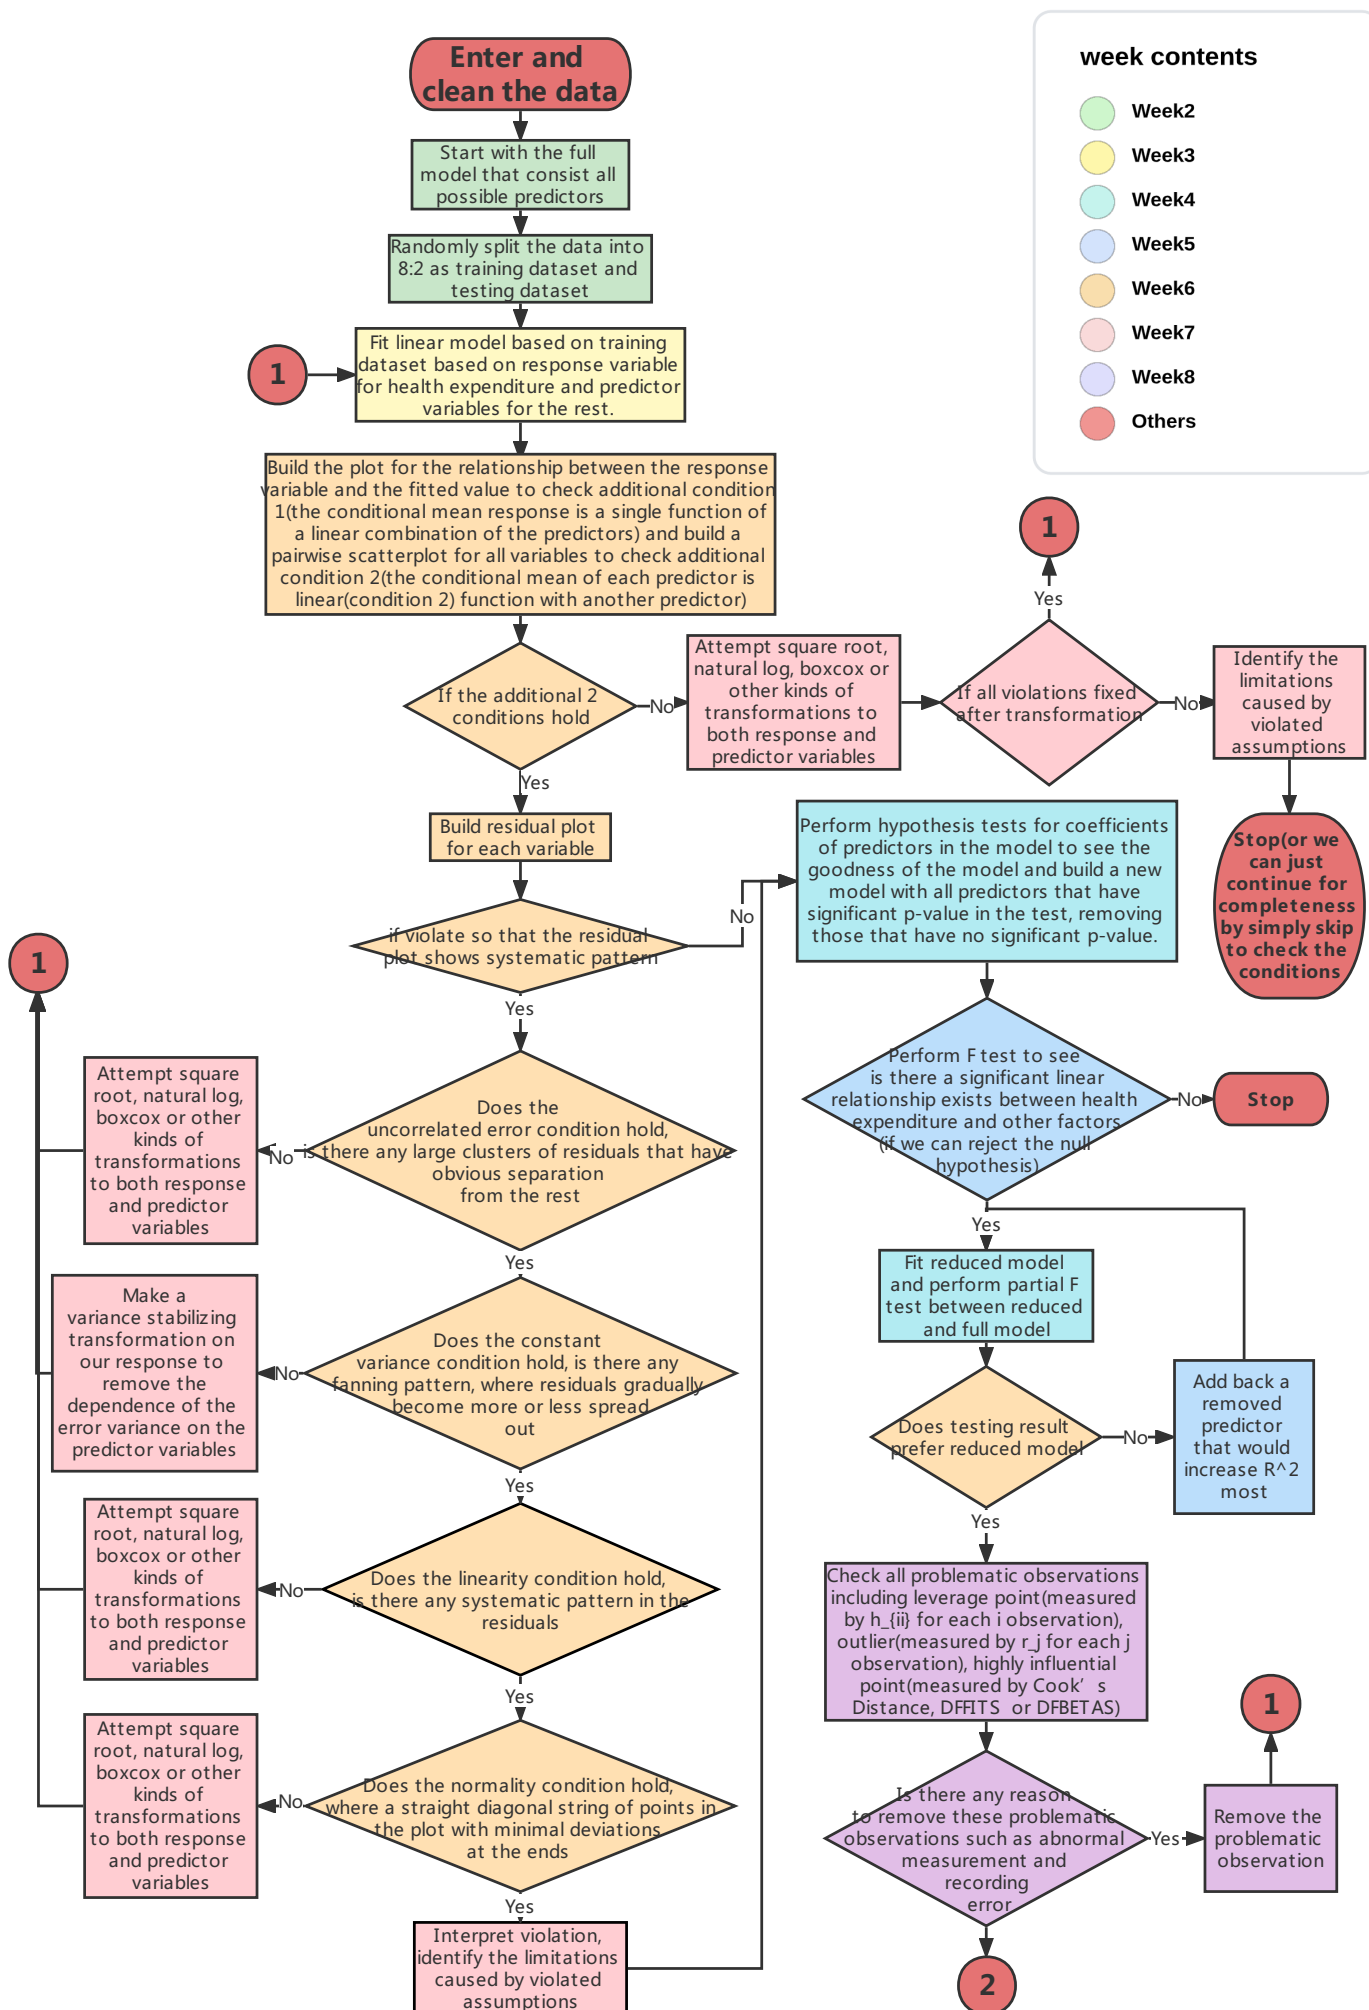 Enter and
clean the data
Start with the full
model that consist all
possible predictors
Randomly split the data into
8:2 as training dataset and
testing dataset
1
Fit linear model based on training
dataset based on response variable
for health expenditure and predictor
variables for the rest.
Build the plot for the relationship between the response
variable and the fitted value to check additional condition
1(the conditional mean response is a single function of
a linear combination of the predictors) and build a
pairwise scatterplot for all variables to check additional
condition 2(the conditional mean of each predictor is
linear(condition 2) function with another predictor)
week contents
Week2
Week3
Week4
Week5
Week6
Week7
Week8
Others
If the additional 2
conditions hold
No
Attempt square root,
natural log, boxcox or
other kinds of
transformations to
both response and
predictor variables
If all violations fixed
after transformation
Yes
1
No
Identify the
limitations
caused by
violated
assumptions
Stop(or we
can just
continue for
completeness
by simply skip
to check the
conditions
Yes
Build residual plot
for each variable
if violate so that the residual
plot shows systematic pattern
No
Yes
1
Does the
uncorrelated error condition hold,
is there any large clusters of residuals that have
obvious separation
from the rest
No
Attempt square
root, natural log,
boxcox or other
kinds of
transformations
to both response
and predictor
variables
Yes
Does the constant
variance condition hold, is there any
fanning pattern, where residuals gradually
become more or less spread
out
No
Make a
variance stabilizing
transformation on
our response to
remove the
dependence of the
error variance on the
predictor variables
Yes
Does the linearity condition hold,
is there any systematic pattern in the
residuals
No
Attempt square
root, natural log,
boxcox or other
kinds of
transformations
to both response
and predictor
variables
Yes
Does the normality condition hold,
where a straight diagonal string of points in
the plot with minimal deviations
at the ends
No
Attempt square
root, natural log,
boxcox or other
kinds of
transformations
to both response
and predictor
variables
Yes
Interpret violation,
identify the limitations
caused by violated
assumptions
Perform hypothesis tests for coefficients
of predictors in the model to see the
goodness of the model and build a new
model with all predictors that have
significant p-value in the test, removing
those that have no significant p-value.
Perform F test to see
is there a significant linear
relationship exists between health
expenditure and other factors
(if we can reject the null
hypothesis)
No
Stop
Yes
Fit reduced model
and perform partial F
test between reduced
and full model
Does testing result
prefer reduced model
No
Add back a
removed
predictor
that would
increase R^2
most
Yes
Check all problematic observations
including leverage point(measured
by h_{ii} for each i observation),
outlier(measured by r_j for each j
observation), highly influential
point(measured by Cook’ s
Distance, DFFITS or DFBETAS)
Is there any reason
to remove these problematic
observations such as abnormal
measurement and
recording
error
Yes
Remove the
problematic
observation
1
2